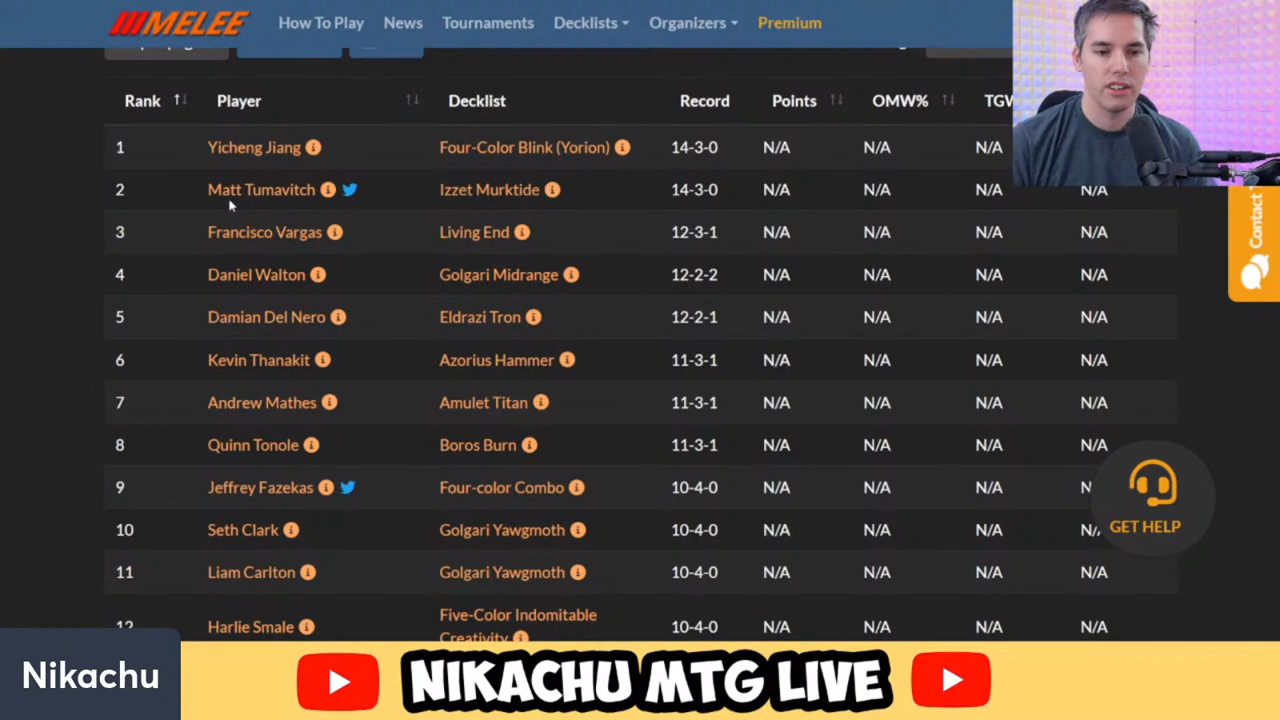 MELEE How To Play News Tournaments Decklists Organizers Premium
Rank Player Decklist Record Points OMW%
1 Yicheng Jiang Four-Color Blink (Yorion) 14-3-0 N/A N/A N/A
2 Matt Tumavitch Izzet Murktide 14-3-0 N/A N/A N/A N/A
3 Francisco Vargas Living End 12-3-1 N/A N/A N/A N/A
4 Daniel Walton Golgari Midrange 12-2-2 N/A N/A N/A N/A
5 Damian Del Nero Eldrazi Tron 12-2-1 N/A N/A N/A N/A
6 Kevin Thanakit Azorius Hammer 11-3-1 N/A N/A N/A N/A
7 Andrew Mathes Amulet Titan 11-3-1 N/A N/A N/A N/A
8 Quinn Tonole Boros Burn 11-3-1 N/A N/A N/A
9 Jeffrey Fazekas Four-color Combo 10-4-0 N/A N/A N/A
10 Seth Clark Golgari Yawgmoth 10-4-0 N/A N/A N/A
11 Liam Carlton Golgari Yawgmoth 10-4-0 N/A N/A N/A N/A
12 Harlie Smale Five-Color Indomitable Creativity 10-4-0 N/A N/A N/A N/A
Contact
GET HELP
Nikachu
NIKACHU MTG LIVE